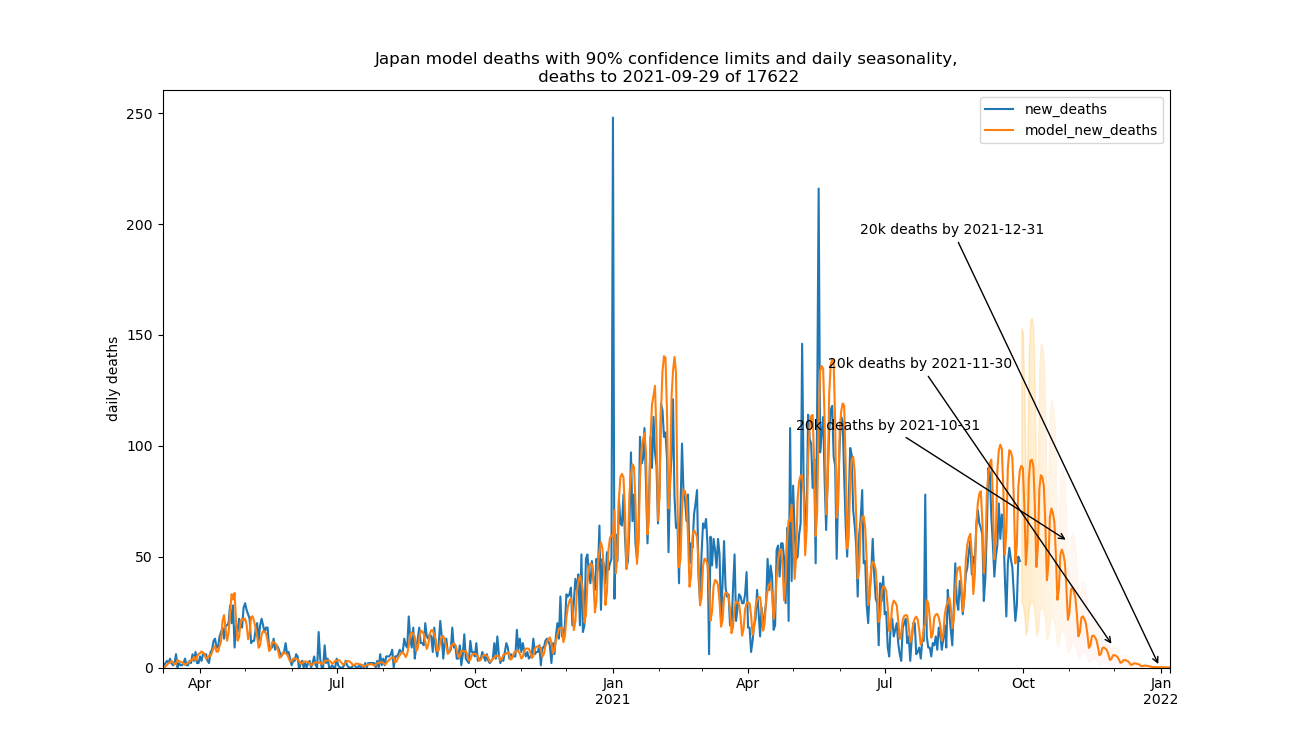 Japan model deaths with 90% confidence limits and daily seasonality,
deaths to 2021-09-29 of 17622
new_deaths
model_new_deaths
daily deaths
250
200
150
100
50
0
20k deaths by 2021-12-31
20k deaths by 2021-11-30
20k deaths by 2021-10-31
Apr
Jul
Oct
Jan
2021
Apr
Jul
Oct
Jan
2022